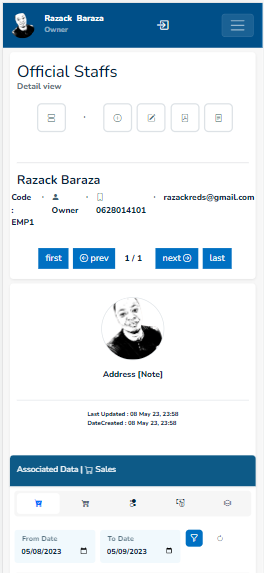 Razack Baraza
Owner
Official Staffs
Detail view
Razack Baraza
Code : EMP1
Owner
0628014101
razackreds@gmail.com
first
prev
1 / 1
next
last
Address [Note]
Last Updated : 08 May 23, 23:58
DateCreated : 08 May 23, 23:58
Associated Data | Sales
From Date
05/08/2023
To Date
05/09/2023